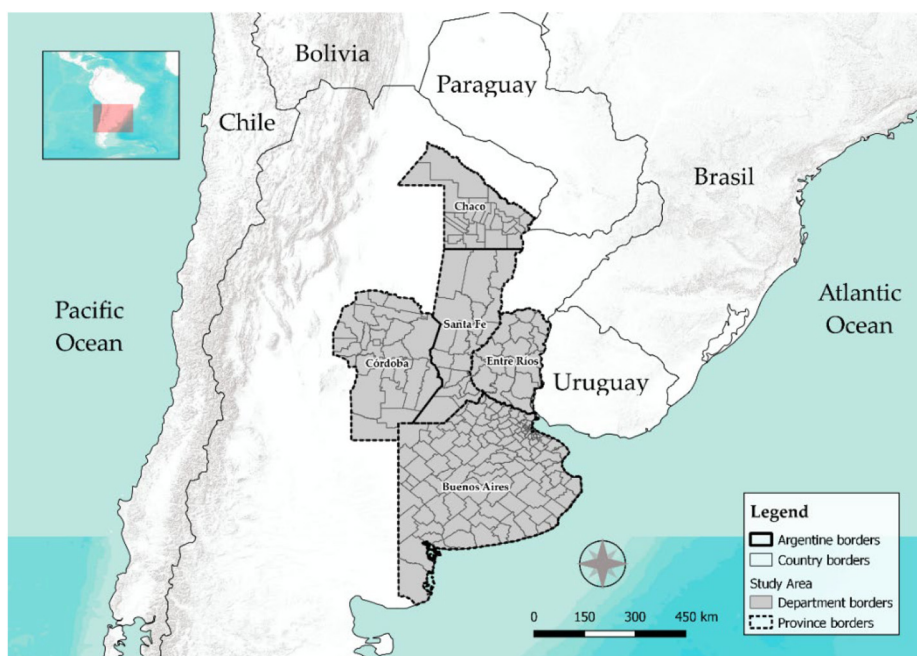 Bolivia
Paraguay
Chile
Brasil
Chaco
Pacific
Ocean
Atlantic
Ocean
Santa Fe
Córdoba
Entre Ríos
Uruguay
Buenos Aires
Legend
Argentine borders
Country borders
Study Area
Department borders
Province borders
0 150 300 450 km